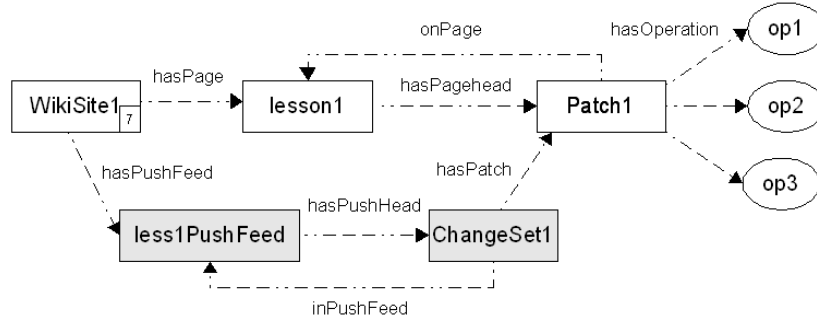 onPage
hasOperation
op1
hasPage
hasPagehead
WikiSite1
7
lesson1
Patch1
op2
hasPushFeed
hasPatch
op3
hasPushHead
less1PushFeed
ChangeSet1
inPushFeed